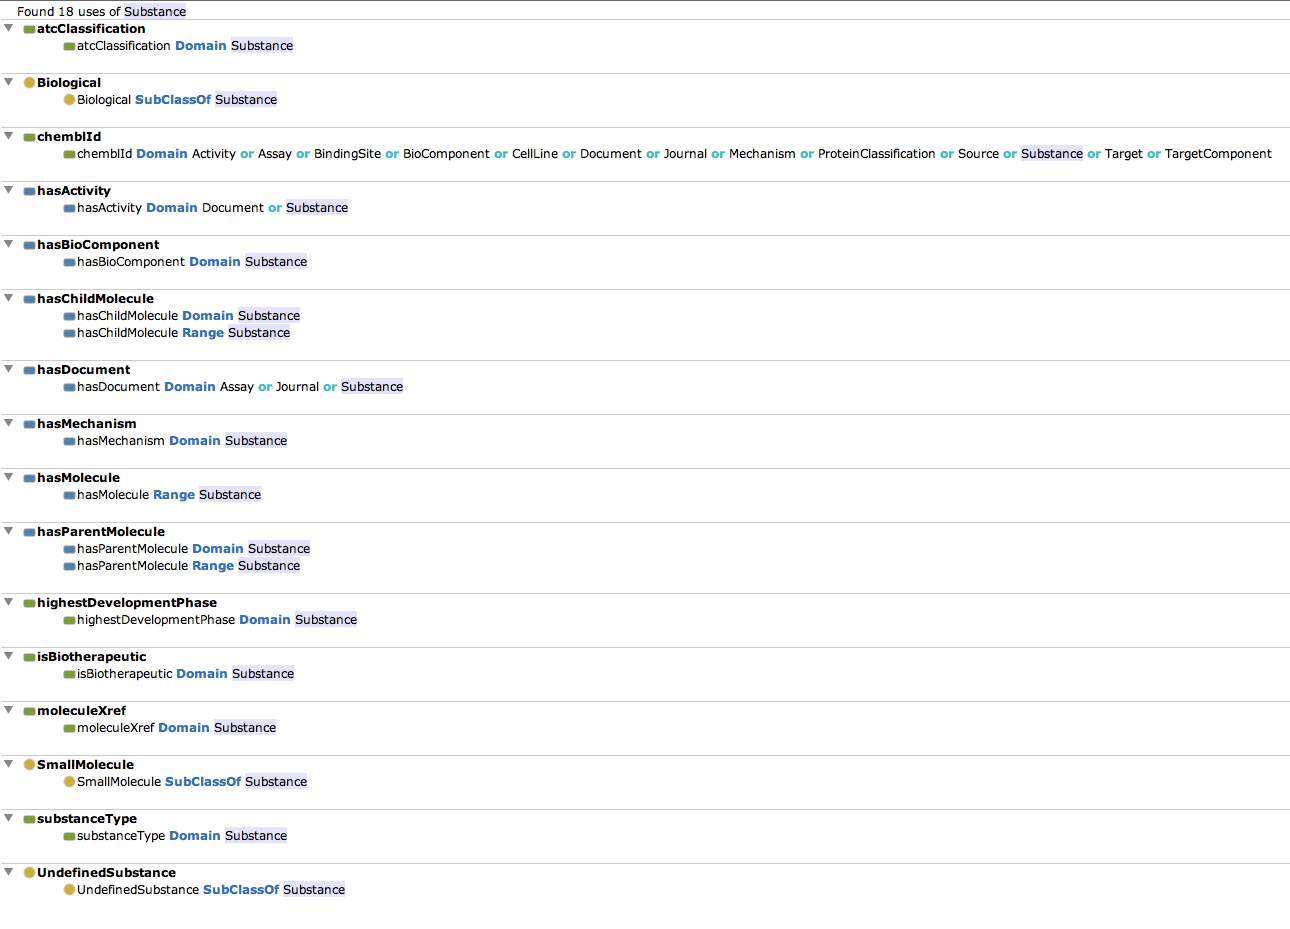 Found 18 uses of Substance
atcClassification
atcClassification Domain Substance
Biological
Biological SubClassOf Substance
chemblId
chemblId Domain Activity or Assay or BindingSite or BioComponent or CellLine or Document or Journal or Mechanism or ProteinClassification or Source or Substance or Target or TargetComponent
hasActivity
hasActivity Domain Document or Substance
hasBioComponent
hasBioComponent Domain Substance
hasChildMolecule
hasChildMolecule Domain Substance
hasChildMolecule Range Substance
hasDocument
hasDocument Domain Assay or Journal or Substance
hasMechanism
hasMechanism Domain Substance
hasMolecule
hasMolecule Range Substance
hasParentMolecule
hasParentMolecule Domain Substance
hasParentMolecule Range Substance
highestDevelopmentPhase
highestDevelopmentPhase Domain Substance
isBiotherapeutic
isBiotherapeutic Domain Substance
moleculeXref
moleculeXref Domain Substance
SmallMolecule
SmallMolecule SubClassOf Substance
substanceType
substanceType Domain Substance
UndefinedSubstance
UndefinedSubstance SubClassOf Substance